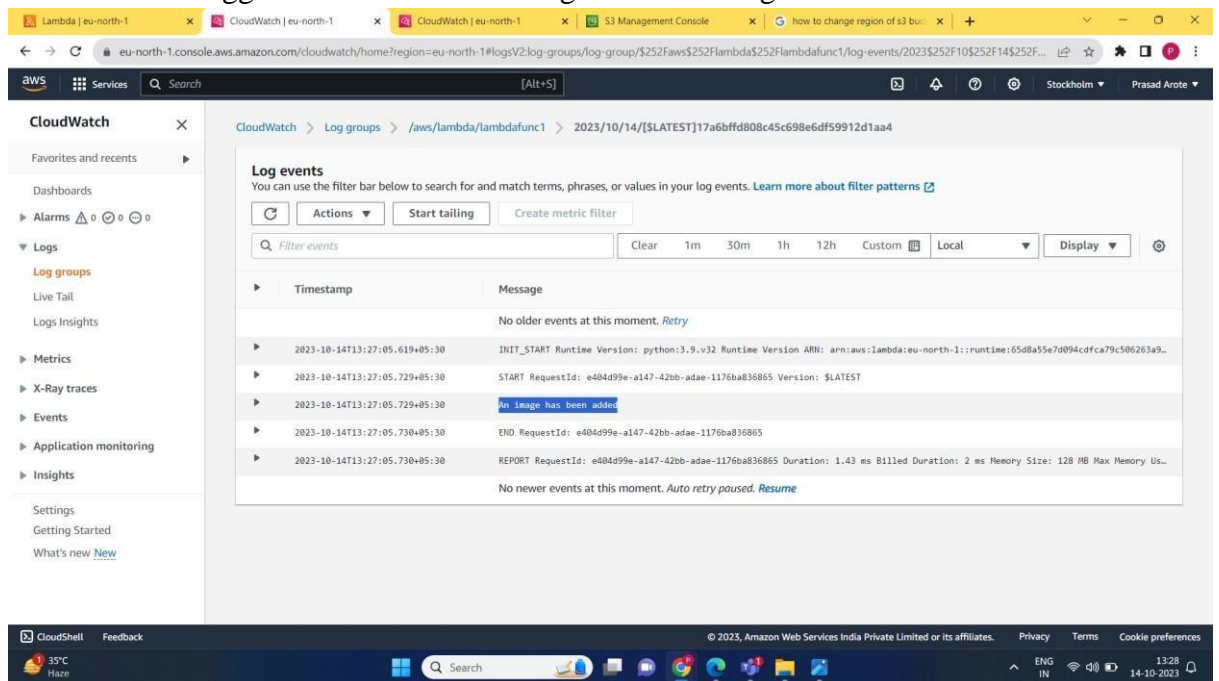 Lambda | eu-north-1
CloudWatch | eu-north-1
CloudWatch | eu-north-1
S3 Management Console
how to change region of s3 buc
eu-north-1.console.aws.amazon.com/cloudwatch/home?region=eu-north-1#logsV2:log-groups/log-group/$252Faws$252Flambda$252Flambdafunc1/log-events/2023$252F10$252F14$252F...
P
aws Services Search [Alt+S] Stockholm ▼ Prasad Arote ▼
CloudWatch
CloudWatch > Log groups > /aws/lambda/lambdafunc1 > 2023/10/14/[$LATEST]17a6bffd808c45c698e6df59912d1aa4
Favorites and recents
Dashboards
Alarms 0 0 0
Logs
Log groups
Live Tail
Logs Insights
Metrics
X-Ray traces
Events
Application monitoring
Insights
Settings
Getting Started
What's new New
Log events
You can use the filter bar below to search for and match terms, phrases, or values in your log events. Learn more about filter patterns
Actions ▼ Start tailing Create metric filter
Filter events Clear 1m 30m 1h 12h Custom Local ▼ Display ▼
Timestamp Message
No older events at this moment. Retry
2023-10-14T13:27:05.619+05:30 INIT_START Runtime Version: python:3.9.v32 Runtime Version ARN: arn:aws:lambda:eu-north-1::runtime:65d8a55e7d094cdfca79c506263a9…
2023-10-14T13:27:05.729+05:30 START RequestId: e404d99e-a147-42bb-adae-1176ba836865 Version: $LATEST
2023-10-14T13:27:05.729+05:30 An image has been added
2023-10-14T13:27:05.730+05:30 END RequestId: e404d99e-a147-42bb-adae-1176ba836865
2023-10-14T13:27:05.730+05:30 REPORT RequestId: e404d99e-a147-42bb-adae-1176ba836865 Duration: 1.43 ms Billed Duration: 2 ms Memory Size: 128 MB Max Memory Us…
No newer events at this moment. Auto retry paused. Resume
CloudShell Feedback © 2023, Amazon Web Services India Private Limited or its affiliates. Privacy Terms Cookie preferences
1 35°C
Haze
Search
ENG
IN
13:28
14-10-2023